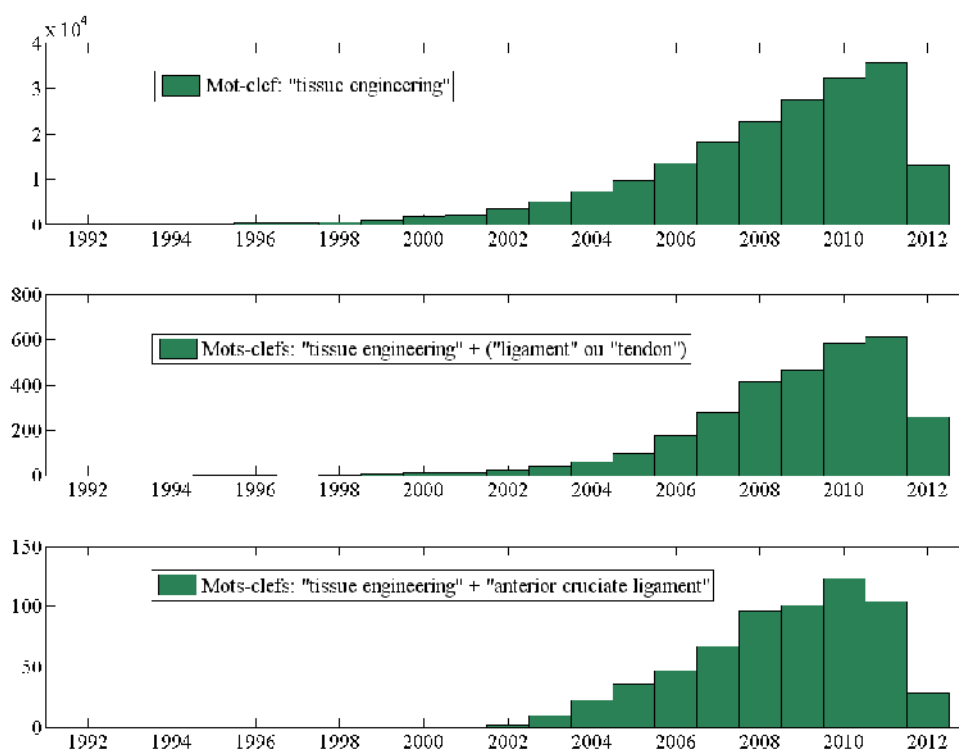 x 10^4
4
3
2
1
0
Mot-clef: "tissue engineering"
1992 1994 1996 1998 2000 2002 2004 2006 2008 2010 2012
800
600
400
200
0
Mots-clefs: "tissue engineering" + ("ligament" ou "tendon")
1992 1994 1996 1998 2000 2002 2004 2006 2008 2010 2012
150
100
50
0
Mots-clefs: "tissue engineering" + "anterior cruciate ligament"
1992 1994 1996 1998 2000 2002 2004 2006 2008 2010 2012